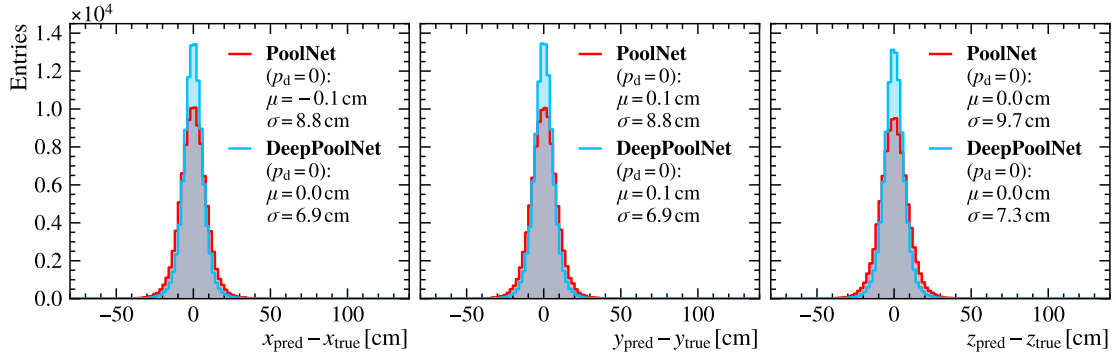 ×10⁴
Entries
1.4
1.2
1.0
0.8
0.6
0.4
0.2
0.0
PoolNet
(p_d = 0):
μ = −0.1 cm
σ = 8.8 cm
DeepPoolNet
(p_d = 0):
μ = 0.0 cm
σ = 6.9 cm
−50 0 50 100
x_pred − x_true [cm]
PoolNet
(p_d = 0):
μ = 0.1 cm
σ = 8.8 cm
DeepPoolNet
(p_d = 0):
μ = 0.1 cm
σ = 6.9 cm
−50 0 50 100
y_pred − y_true [cm]
PoolNet
(p_d = 0):
μ = 0.0 cm
σ = 9.7 cm
DeepPoolNet
(p_d = 0):
μ = 0.0 cm
σ = 7.3 cm
−50 0 50 100
z_pred − z_true [cm]